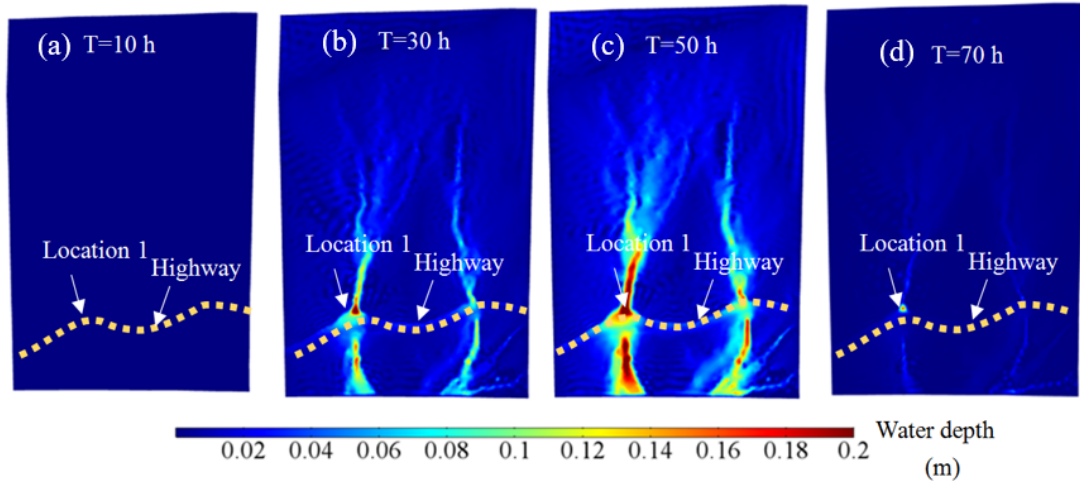 (a) T=10 h
Location 1
Highway
(b) T=30 h
Location 1
Highway
(c) T=50 h
Location 1
Highway
(d) T=70 h
Location 1
Highway
0.02 0.04 0.06 0.08 0.1 0.12 0.14 0.16 0.18 0.2
Water depth
(m)